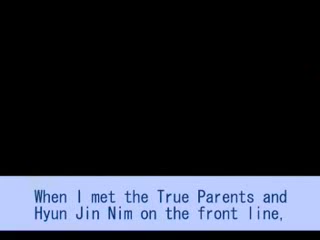 When I met the True Parents and
Hyun Jin Nim on the front line,